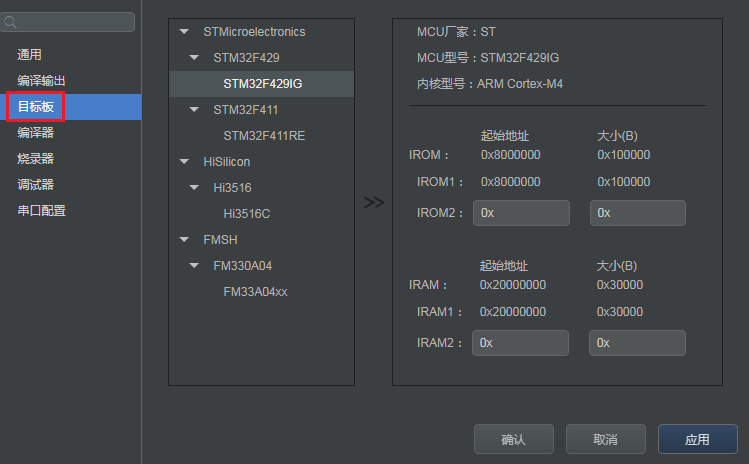 通用
编译输出
目标板
编译器
烧录器
调试器
串口配置
STMicroelectronics
STM32F429
STM32F429IG
STM32F411
STM32F411RE
HiSilicon
Hi3516
Hi3516C
FMSH
FM330A04
FM33A04xx
>>
MCU厂家：ST
MCU型号：STM32F429IG
内核型号：ARM Cortex-M4
起始地址 大小(B)
IROM： 0x8000000 0x100000
IROM1： 0x8000000 0x100000
IROM2： 0x 0x
起始地址 大小(B)
IRAM： 0x20000000 0x30000
IRAM1： 0x20000000 0x30000
IRAM2： 0x 0x
确认 取消 应用